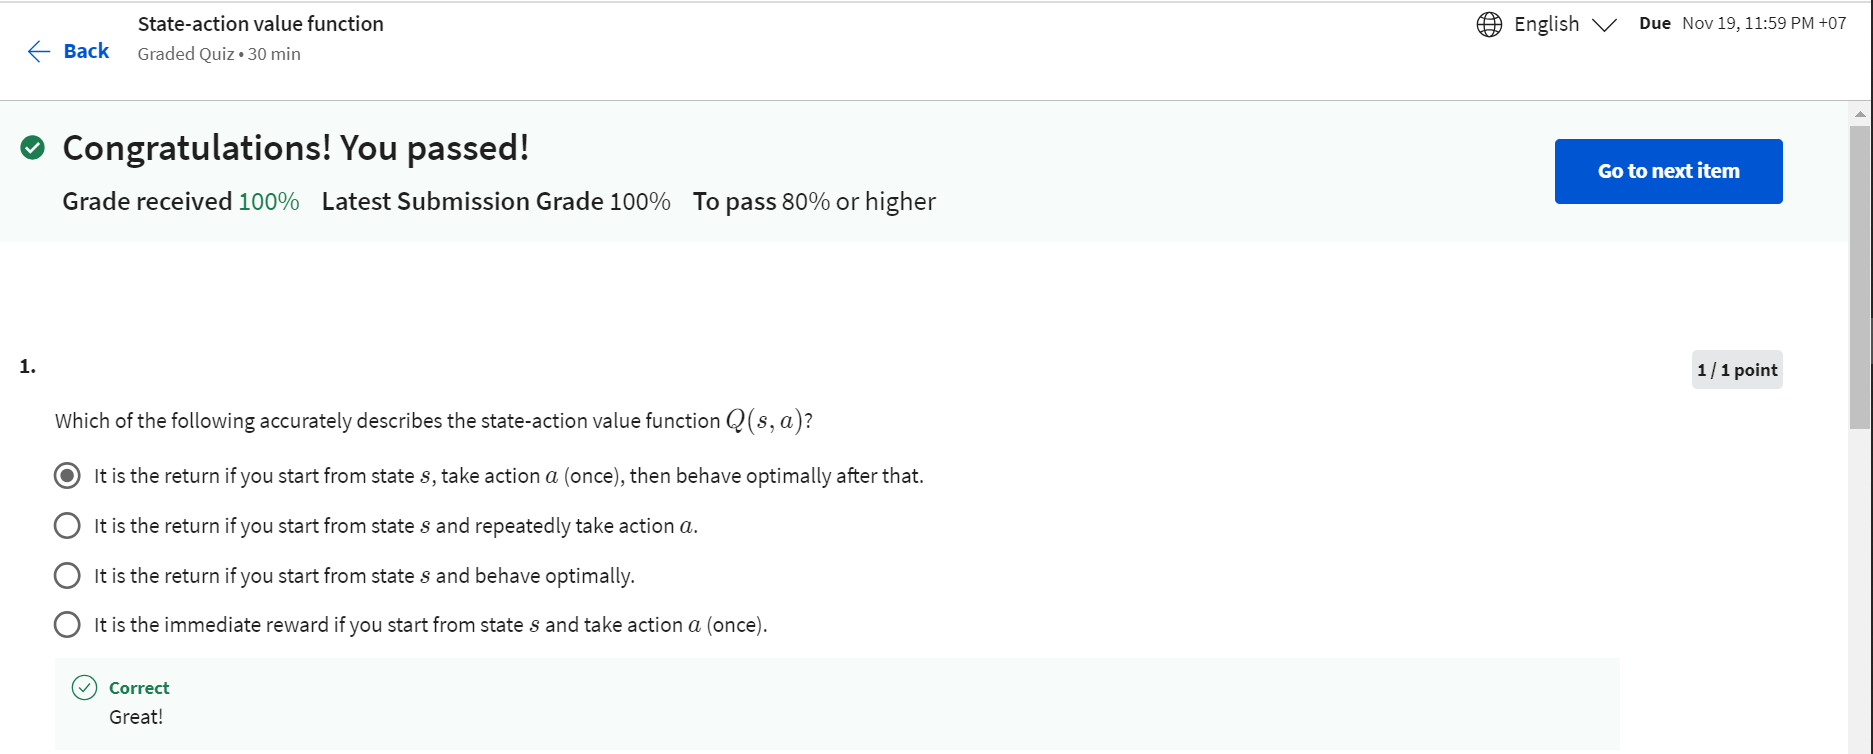 State-action value function
Graded Quiz • 30 min
Back
English
Due Nov 19, 11:59 PM +07
Congratulations! You passed!
Grade received 100% Latest Submission Grade 100% To pass 80% or higher
Go to next item
1.
1 / 1 point
Which of the following accurately describes the state-action value function Q(s, a)?
It is the return if you start from state s, take action a (once), then behave optimally after that.
It is the return if you start from state s and repeatedly take action a.
It is the return if you start from state s and behave optimally.
It is the immediate reward if you start from state s and take action a (once).
Correct
Great!